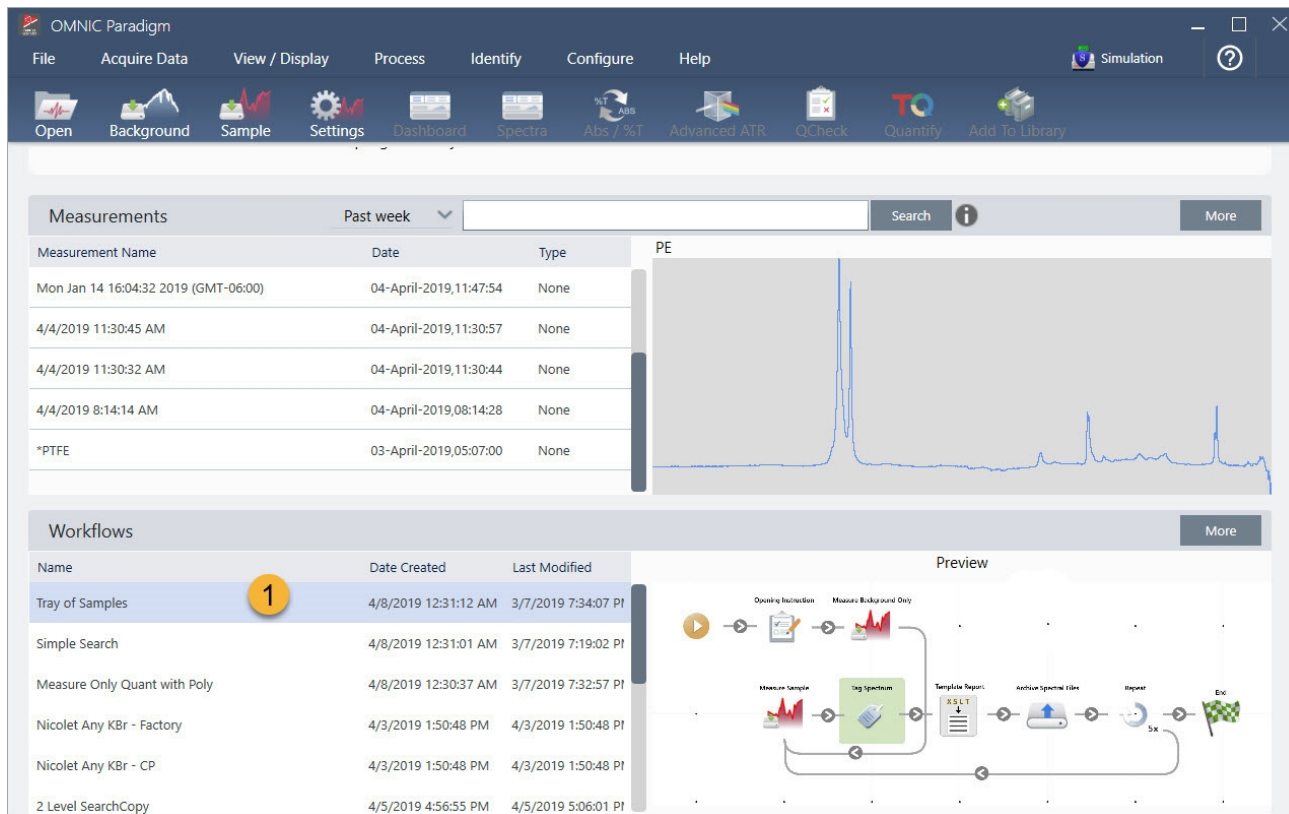 OMNIC Paradigm
File Acquire Data View / Display Process Identify Configure Help Simulation ?
%T ABS TQ
Open Background Sample Settings Dashboard Spectra Abs / %T Advanced ATR QCheck Quantify Add To Library
Measurements Past week Search i More
Measurement Name Date Type PE
Mon Jan 14 16:04:32 2019 (GMT-06:00) 04-April-2019,11:47:54 None
4/4/2019 11:30:45 AM 04-April-2019,11:30:57 None
4/4/2019 11:30:32 AM 04-April-2019,11:30:44 None
4/4/2019 8:14:14 AM 04-April-2019,08:14:28 None
*PTFE 03-April-2019,05:07:00 None
Workflows More
Name Date Created Last Modified Preview
Tray of Samples 1 4/8/2019 12:31:12 AM 3/7/2019 7:34:07 PM
Simple Search 4/8/2019 12:31:01 AM 3/7/2019 7:19:02 PM
Measure Only Quant with Poly 4/8/2019 12:30:37 AM 3/7/2019 7:32:57 PM
Nicolet Any KBr - Factory 4/3/2019 1:50:48 PM 4/3/2019 1:50:48 PM
Nicolet Any KBr - CP 4/3/2019 1:50:48 PM 4/3/2019 1:50:48 PM
2 Level SearchCopy 4/5/2019 4:56:55 PM 4/5/2019 5:06:01 PM
Opening Instruction Measure Background Only
Measure Sample Tag Spectrum Template Report Archive Spectral Files Repeat End
XSLT
5x